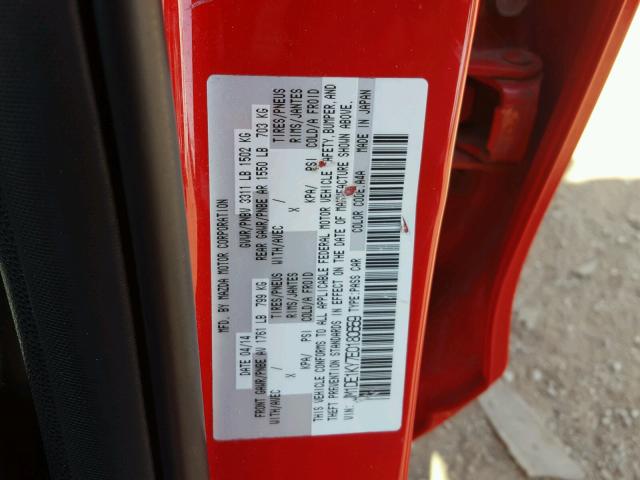 MFD. BY MAZDA MOTOR CORPORATION
DATE 04/14 GVWR/PNBV 3311 LB 1502 KG
FRONT GAWR/PNBE AV 1761 LB 799 KG REAR GAWR/PNBE AR 1550 LB 703 KG
WITH/AVEC TIRES/PNEUS WITH/AVEC TIRES/PNEUS
X RIMS/JANTES X RIMS/JANTES
KPA/ PSI COLD/A FROID KPA/ PSI COLD/A FROID
THIS VEHICLE CONFORMS TO ALL APPLICABLE FEDERAL MOTOR VEHICLE SAFETY, BUMPER, AND
THEFT PREVENTION STANDARDS IN EFFECT ON THE DATE OF MANUFACTURE SHOWN ABOVE.
VIN: JM1DE1KY7E0180559 TYPE:PASS CAR COLOR CODE:A4A MADE IN JAPAN